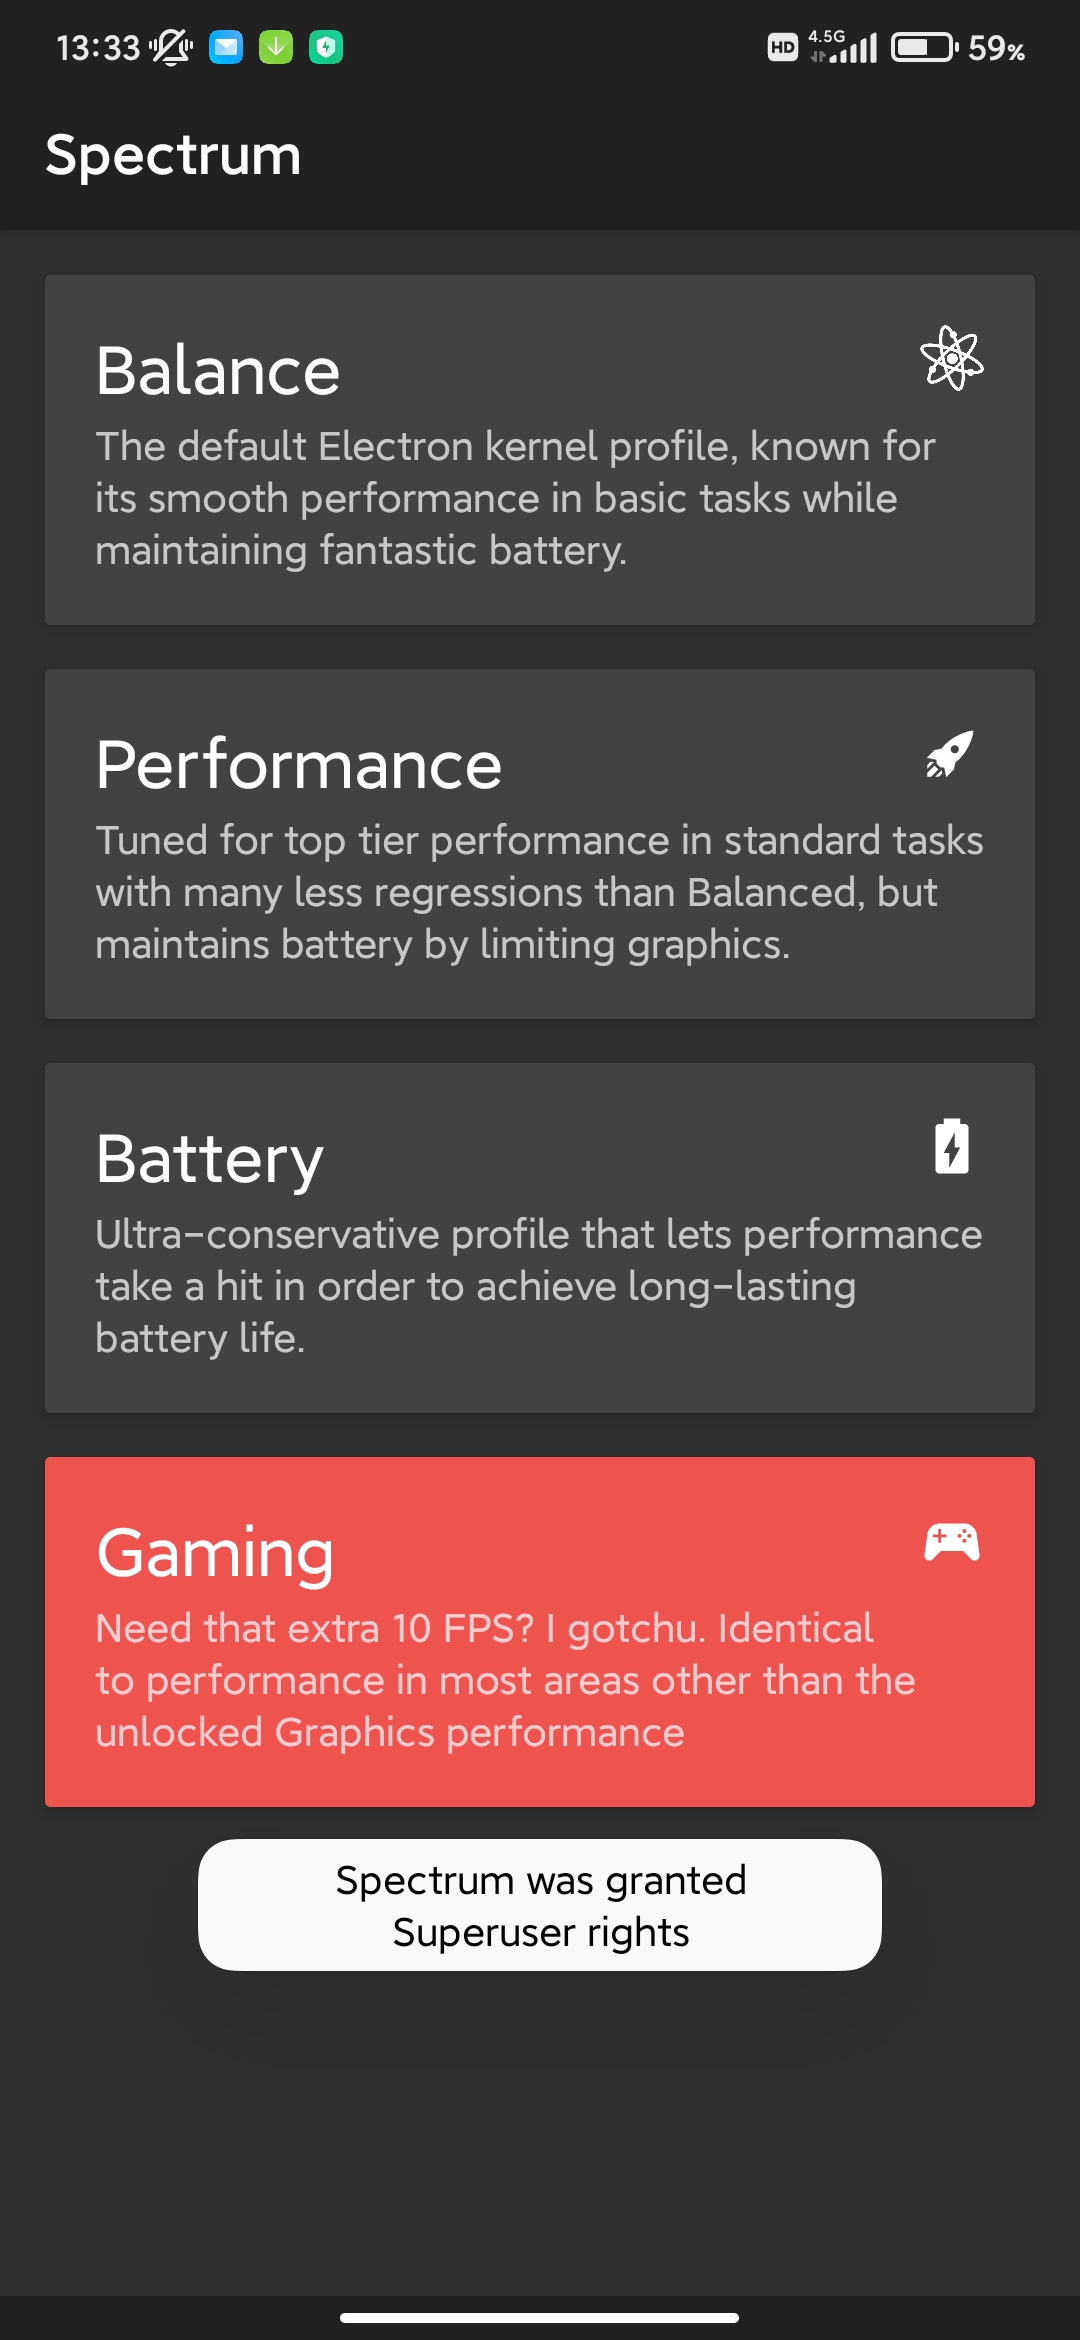 13:33
HD 4.5G 59%
Spectrum
Balance
The default Electron kernel profile, known for
its smooth performance in basic tasks while
maintaining fantastic battery.
Performance
Tuned for top tier performance in standard tasks
with many less regressions than Balanced, but
maintains battery by limiting graphics.
Battery
Ultra-conservative profile that lets performance
take a hit in order to achieve long-lasting
battery life.
Gaming
Need that extra 10 FPS? I gotchu. Identical
to performance in most areas other than the
unlocked Graphics performance
Spectrum was granted
Superuser rights